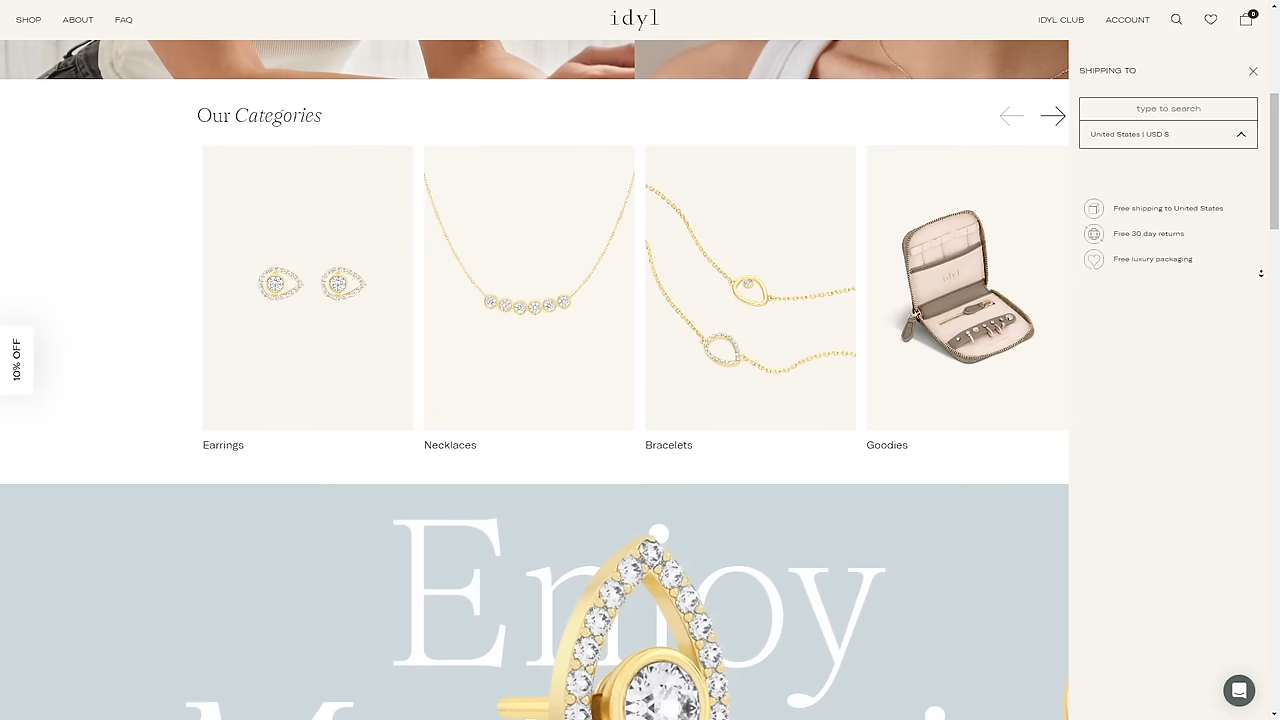 SHOP ABOUT FAQ idyl IDYL CLUB ACCOUNT 0
SHIPPING TO
type to search
United States | USD $
Free shipping to United States
Free 30 day returns
Free luxury packaging
Our Categories
idyl
Earrings Necklaces Bracelets Goodies
10% OFF
Enjoy